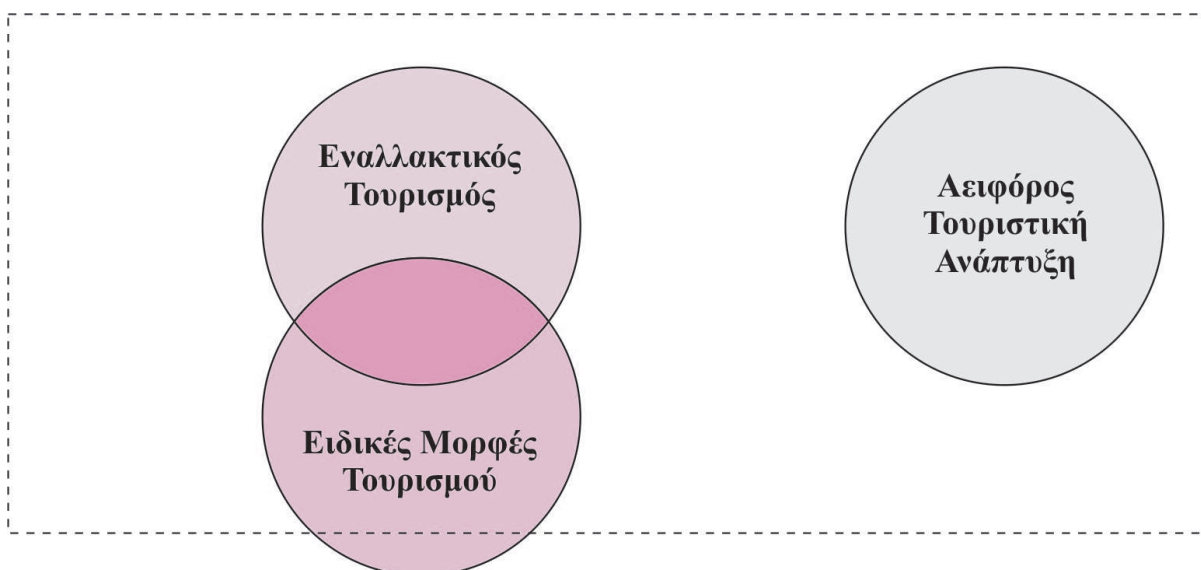 Εναλλακτικός
Τουρισμός
Αειφόρος
Τουριστική
Ανάπτυξη
Ειδικές Μορφές
Τουρισμού